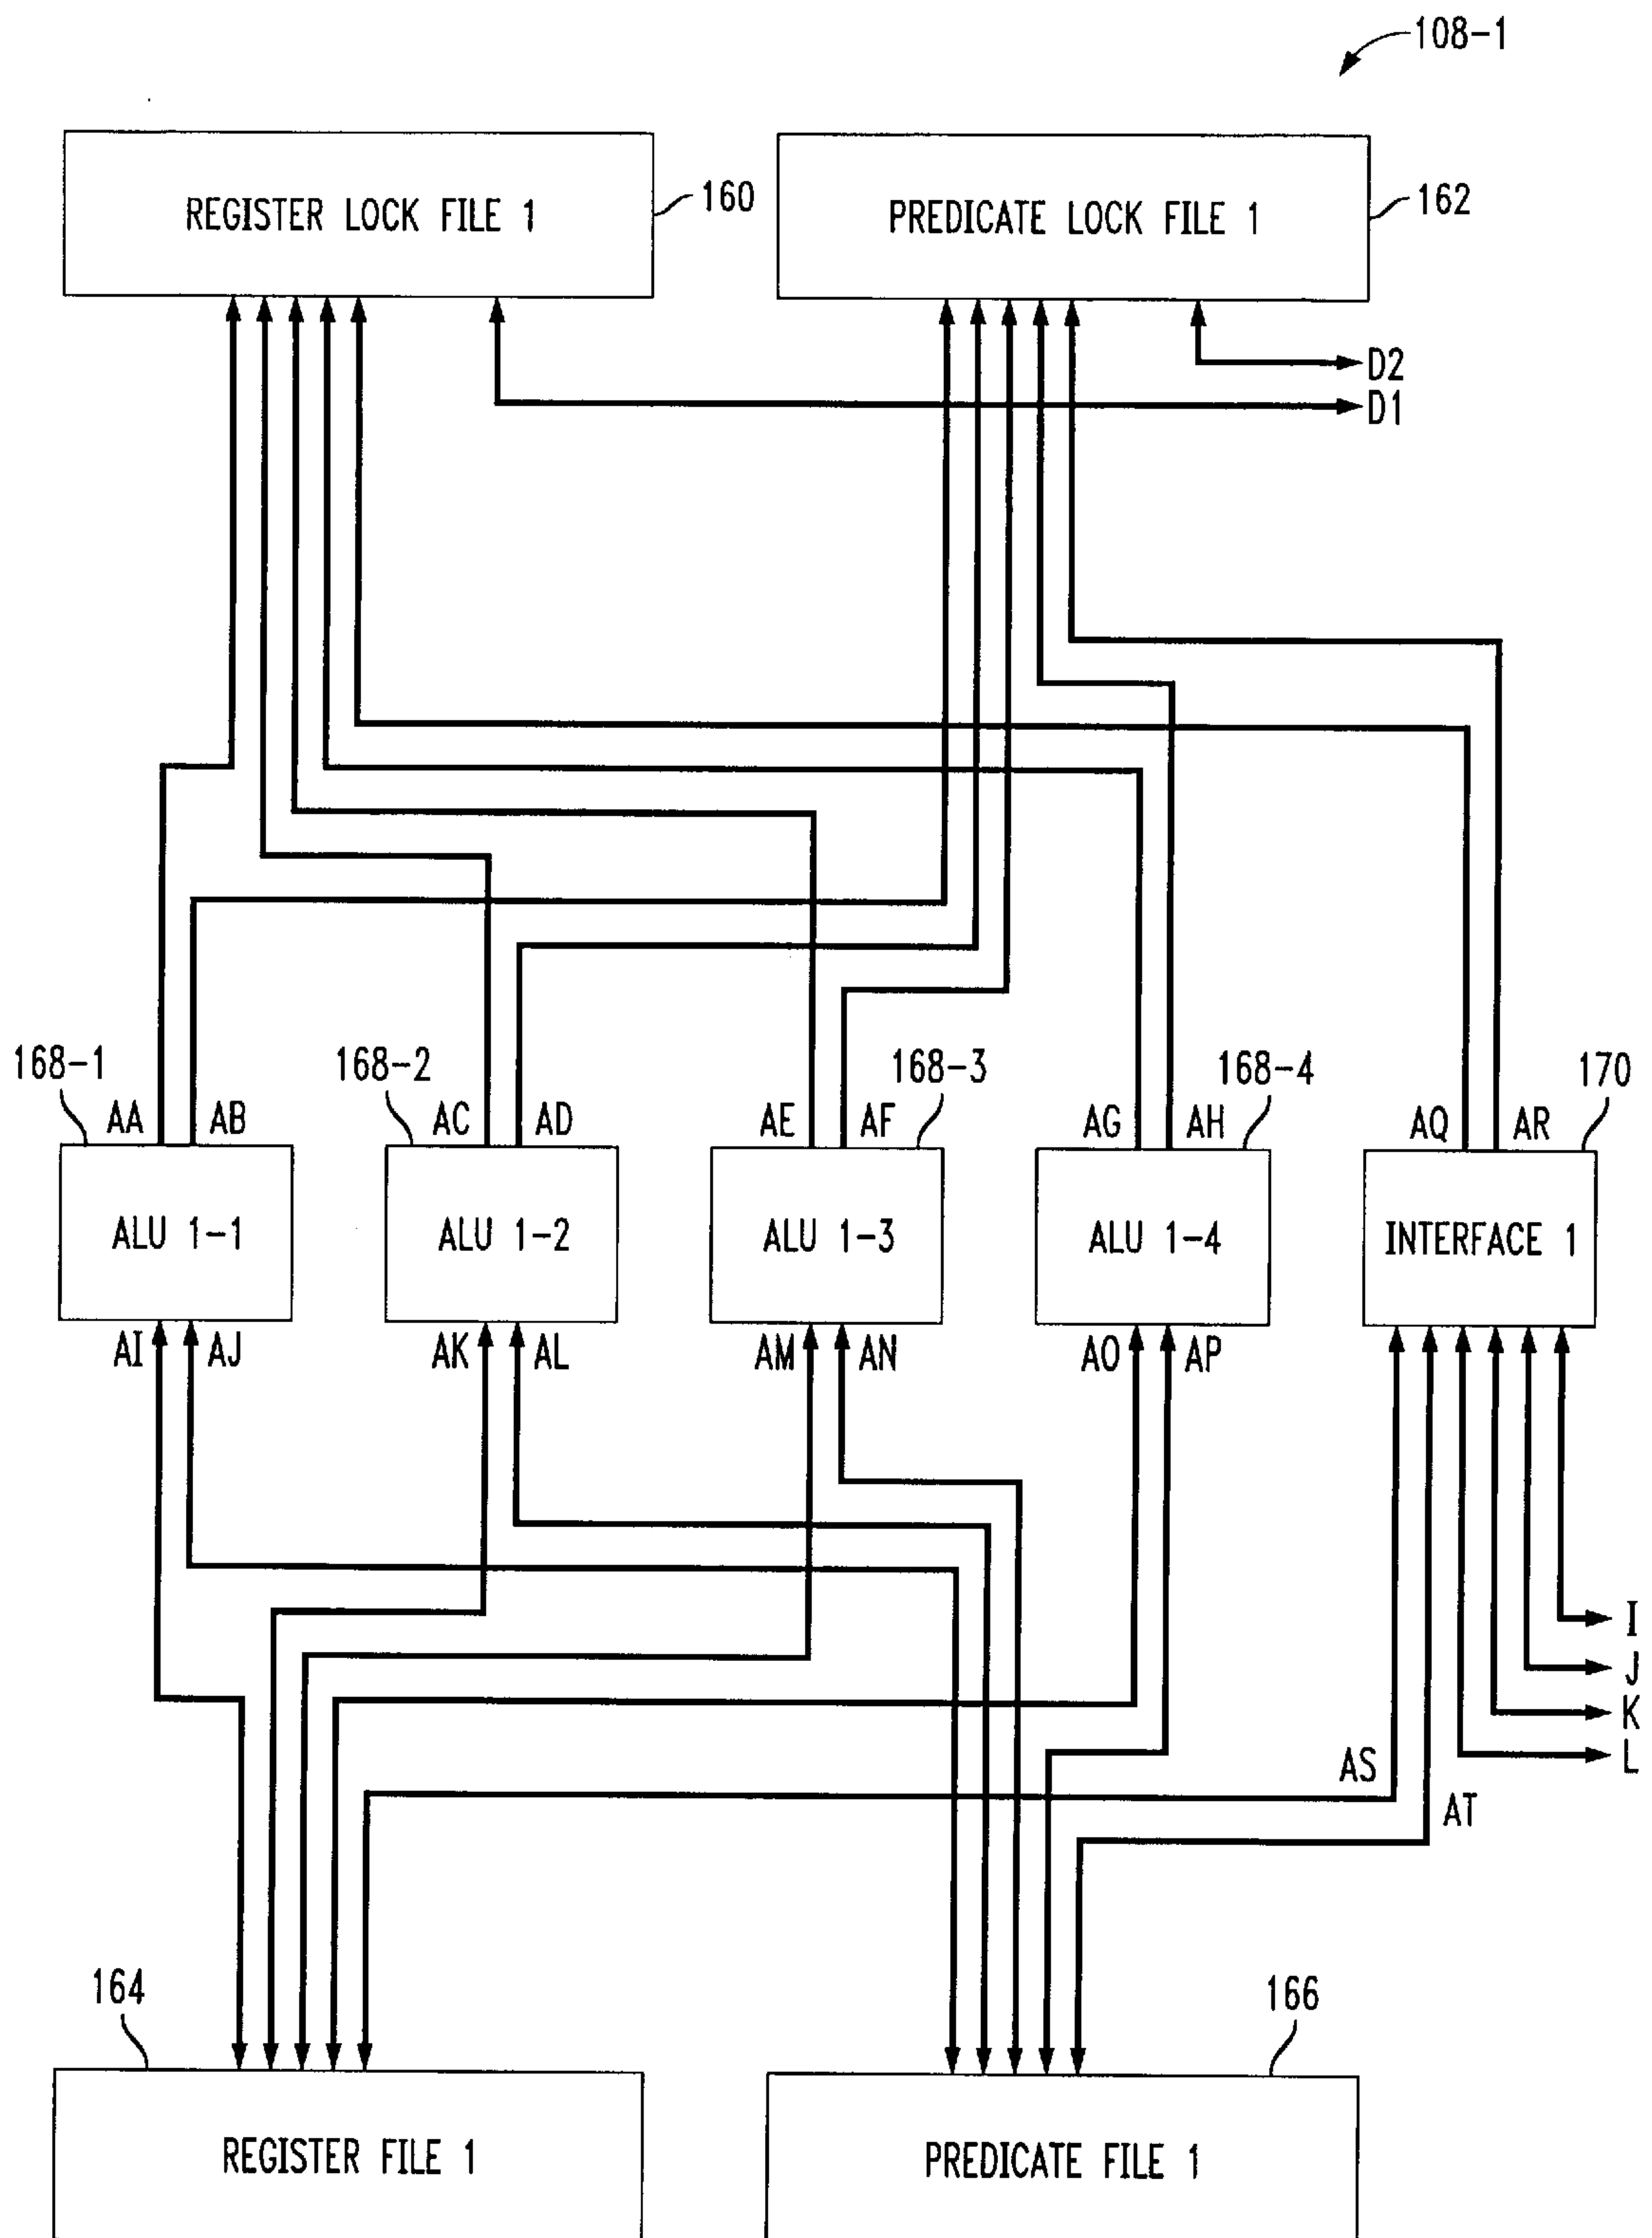 108-1
REGISTER LOCK FILE 1
160
PREDICATE LOCK FILE 1
162
D2
D1
168-1
168-2
168-3
168-4
170
AA
AB
AC
AD
AE
AF
AG
AH
AQ
AR
ALU 1-1
ALU 1-2
ALU 1-3
ALU 1-4
INTERFACE 1
AI
AJ
AK
AL
AM
AN
AO
AP
I
J
K
L
AS
AT
164
166
REGISTER FILE 1
PREDICATE FILE 1